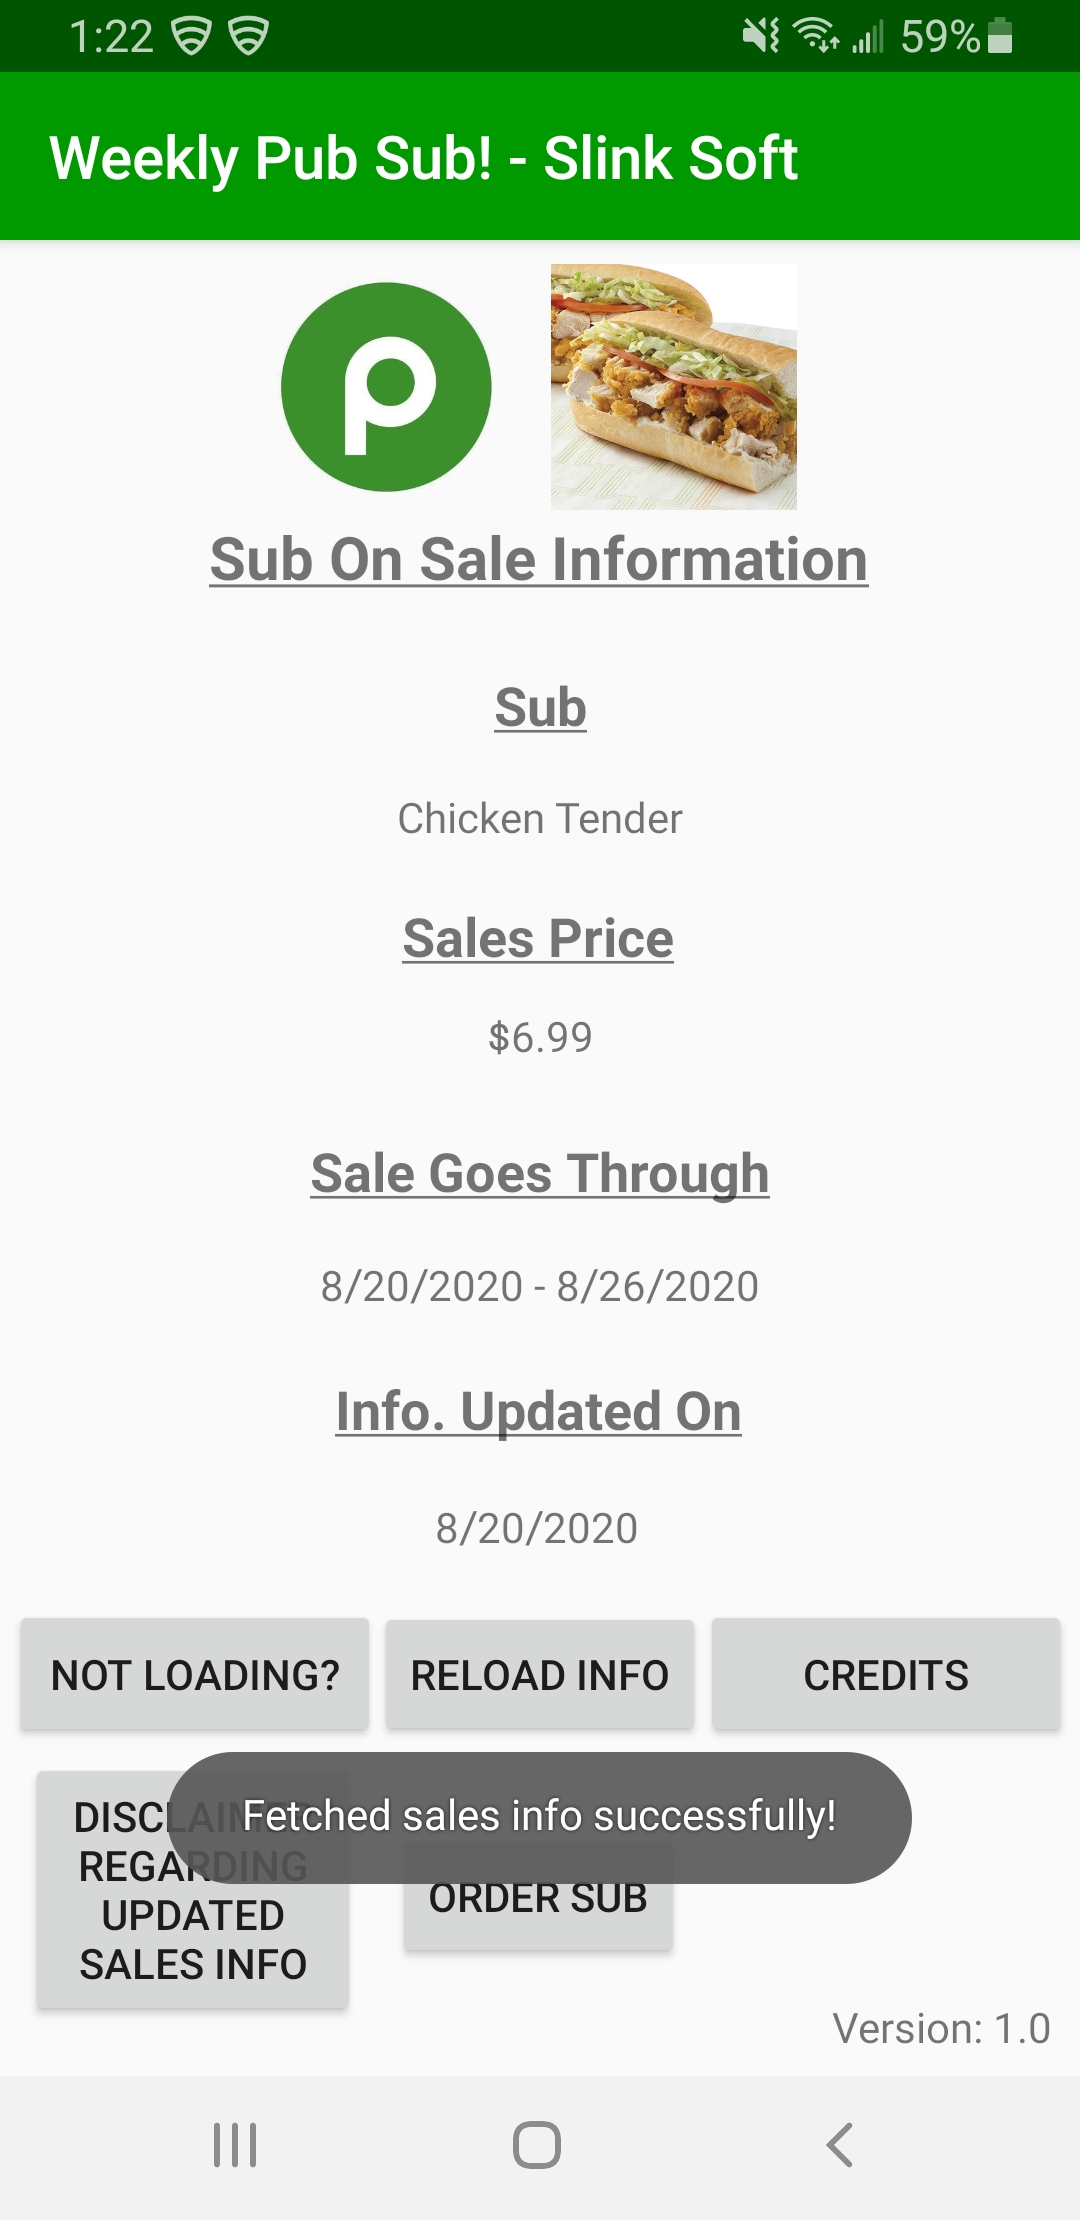 1:22
59%
Weekly Pub Sub! - Slink Soft
p
Sub On Sale Information
Sub
Chicken Tender
Sales Price
$6.99
Sale Goes Through
8/20/2020 - 8/26/2020
Info. Updated On
8/20/2020
NOT LOADING?
RELOAD INFO
CREDITS
DISCLAIMER
REGARDING
UPDATED
SALES INFO
Fetched sales info successfully!
ORDER SUB
Version: 1.0